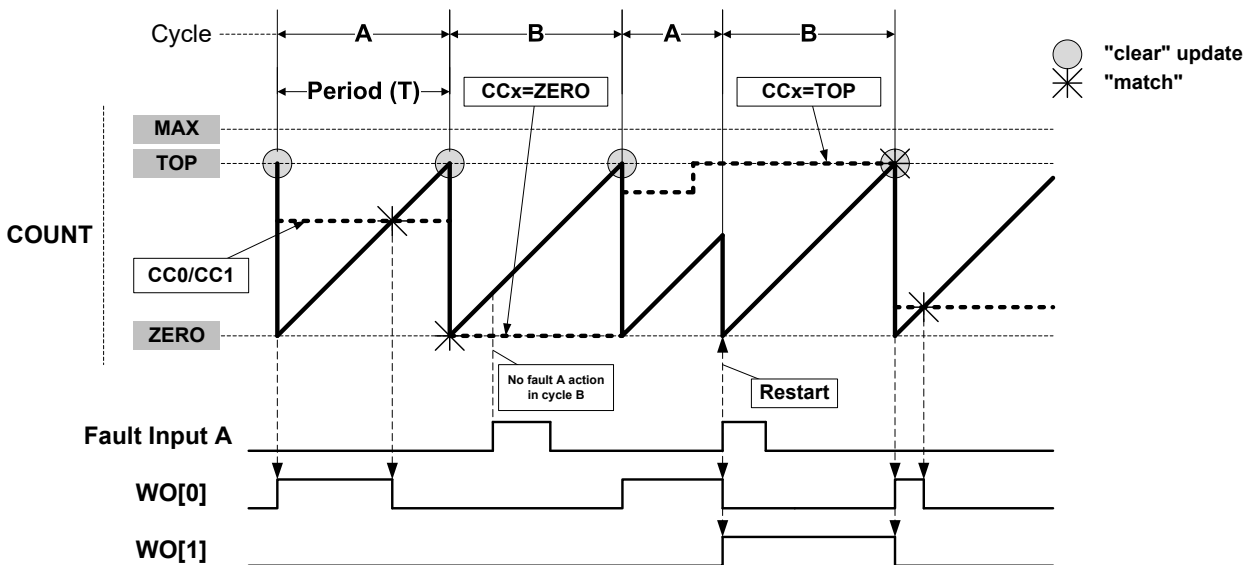 Cycle A B A B
"clear" update
"match"
Period (T)
CCx=ZERO
CCx=TOP
MAX
TOP
COUNT
CC0/CC1
ZERO
No fault A action
in cycle B
Restart
Fault Input A
WO[0]
WO[1]